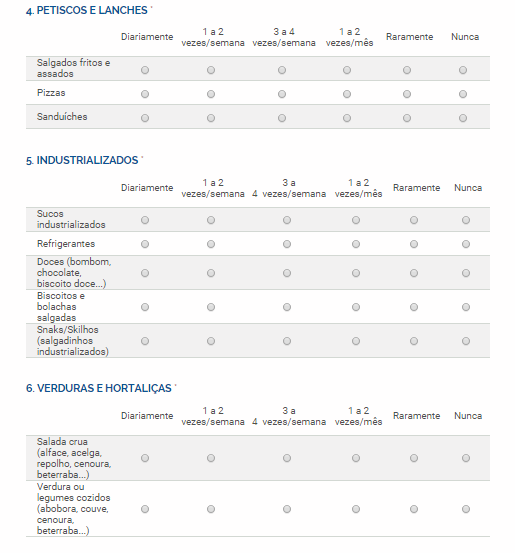 4. PETISCOS E LANCHES *
Diariamente 1 a 2 vezes/semana 3 a 4 vezes/semana 1 a 2 vezes/mês Raramente Nunca
Salgados fritos e
assados
Pizzas
Sanduíches
5. INDUSTRIALIZADOS *
Diariamente 1 a 2 vezes/semana 3 a 4 vezes/semana 1 a 2 vezes/mês Raramente Nunca
Sucos
industrializados
Refrigerantes
Doces (bombom,
chocolate,
biscoito doce...)
Biscoitos e
bolachas
salgadas
Snaks/Skilhos
(salgadinhos
industrializados)
6. VERDURAS E HORTALIÇAS *
Diariamente 1 a 2 vezes/semana 3 a 4 vezes/semana 1 a 2 vezes/mês Raramente Nunca
Salada crua
(alface, acelga,
repolho, cenoura,
beterraba...)
Verdura ou
legumes cozidos
(abobora, couve,
cenoura,
beterraba...)